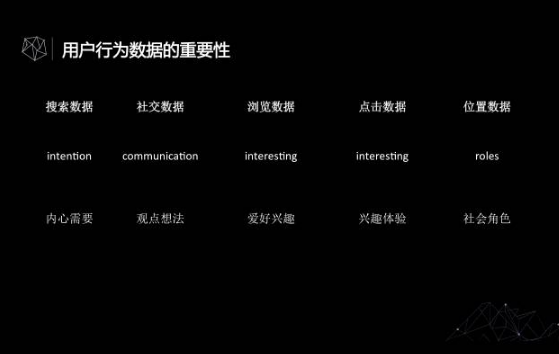 用户行为数据的重要性
搜索数据 社交数据 浏览数据 点击数据 位置数据
intention communication interesting interesting roles
内心需要 观点想法 爱好兴趣 兴趣体验 社会角色